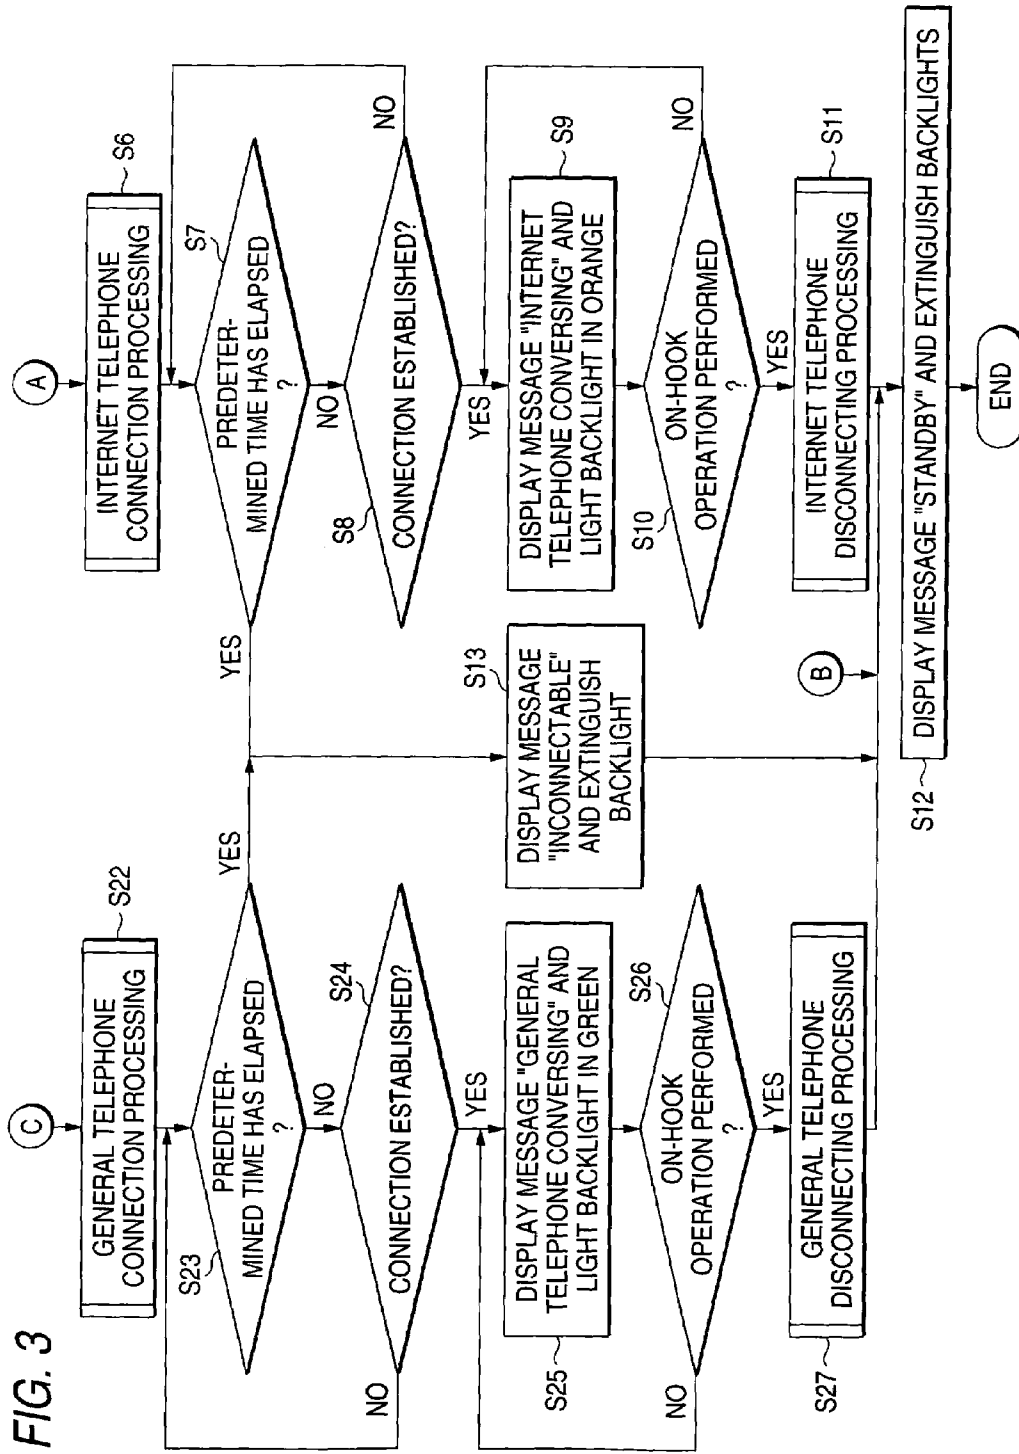 FIG. 3
C
GENERAL TELEPHONE
CONNECTION PROCESSING
S22
S23
PREDETER-
MINED TIME HAS ELAPSED
?
YES
NO
S24
CONNECTION ESTABLISHED?
NO
YES
DISPLAY MESSAGE "GENERAL
TELEPHONE CONVERSING" AND
LIGHT BACKLIGHT IN GREEN
S25
S26
ON-HOOK
OPERATION PERFORMED
?
NO
YES
GENERAL TELEPHONE
DISCONNECTING PROCESSING
S27
DISPLAY MESSAGE
"INCONNECTABLE"
AND EXTINGUISH
BACKLIGHT
S13
B
A
INTERNET TELEPHONE
CONNECTION PROCESSING
S6
S7
PREDETER-
MINED TIME HAS ELAPSED
?
YES
NO
S8
CONNECTION ESTABLISHED?
NO
YES
DISPLAY MESSAGE "INTERNET
TELEPHONE CONVERSING" AND
LIGHT BACKLIGHT IN ORANGE
S9
S10
ON-HOOK
OPERATION PERFORMED
?
NO
YES
INTERNET TELEPHONE
DISCONNECTING PROCESSING
S11
S12
DISPLAY MESSAGE "STANDBY" AND EXTINGUISH BACKLIGHTS
END